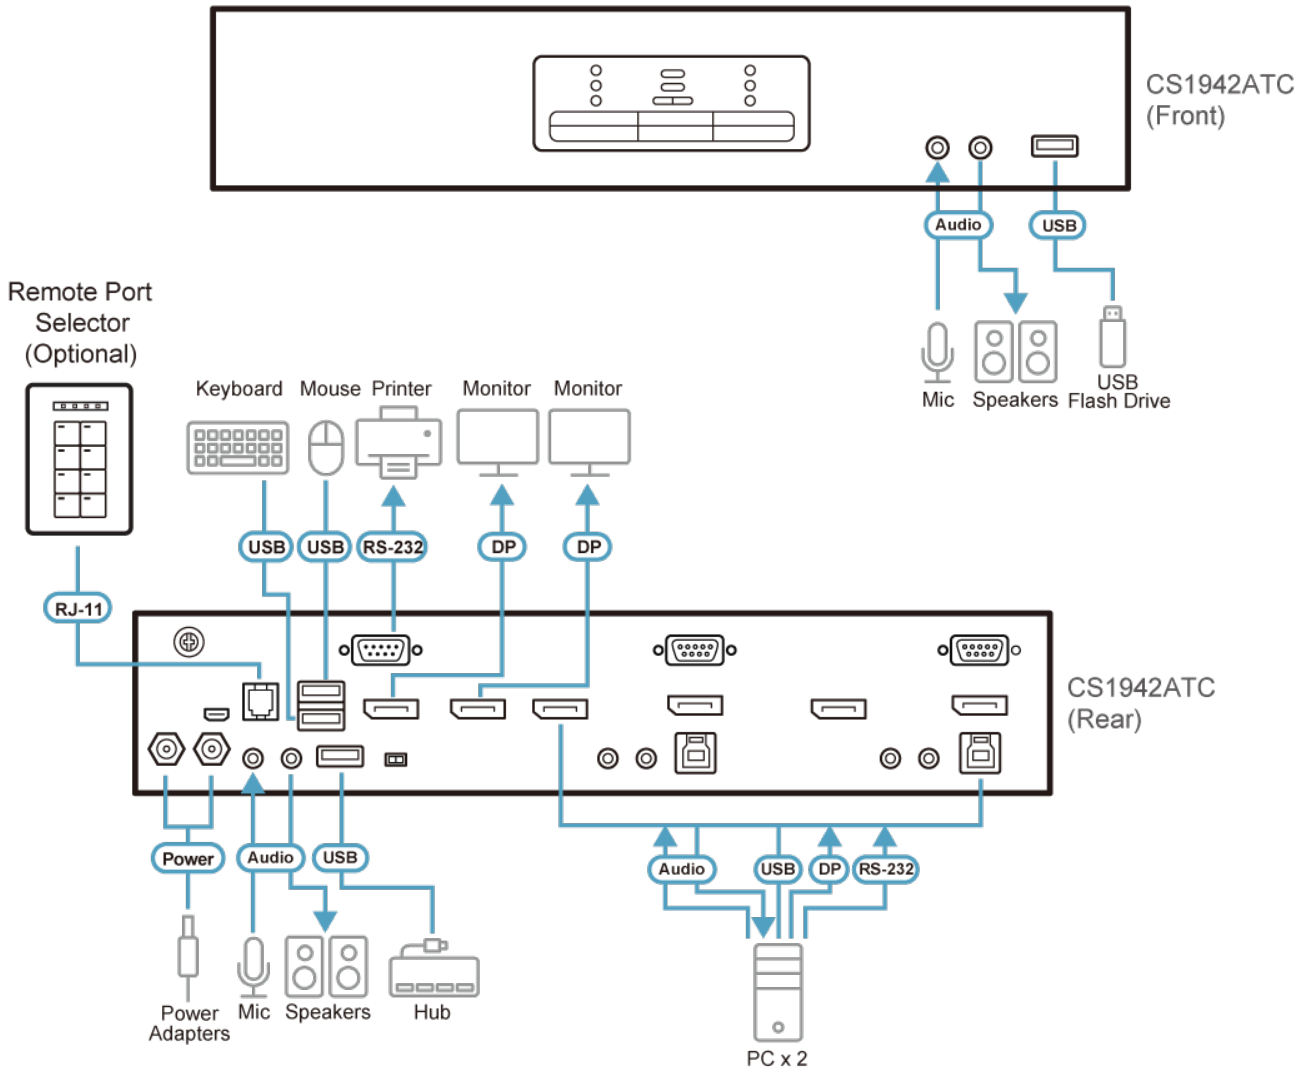 CS1942ATC
(Front)
Audio
USB
Mic
Speakers
USB
Flash Drive
Remote Port
Selector
(Optional)
Keyboard
Mouse
Printer
Monitor
Monitor
USB
USB
RS-232
DP
DP
RJ-11
CS1942ATC
(Rear)
Power
Audio
USB
Audio
USB
DP
RS-232
Power
Adapters
Mic
Speakers
Hub
PC x 2